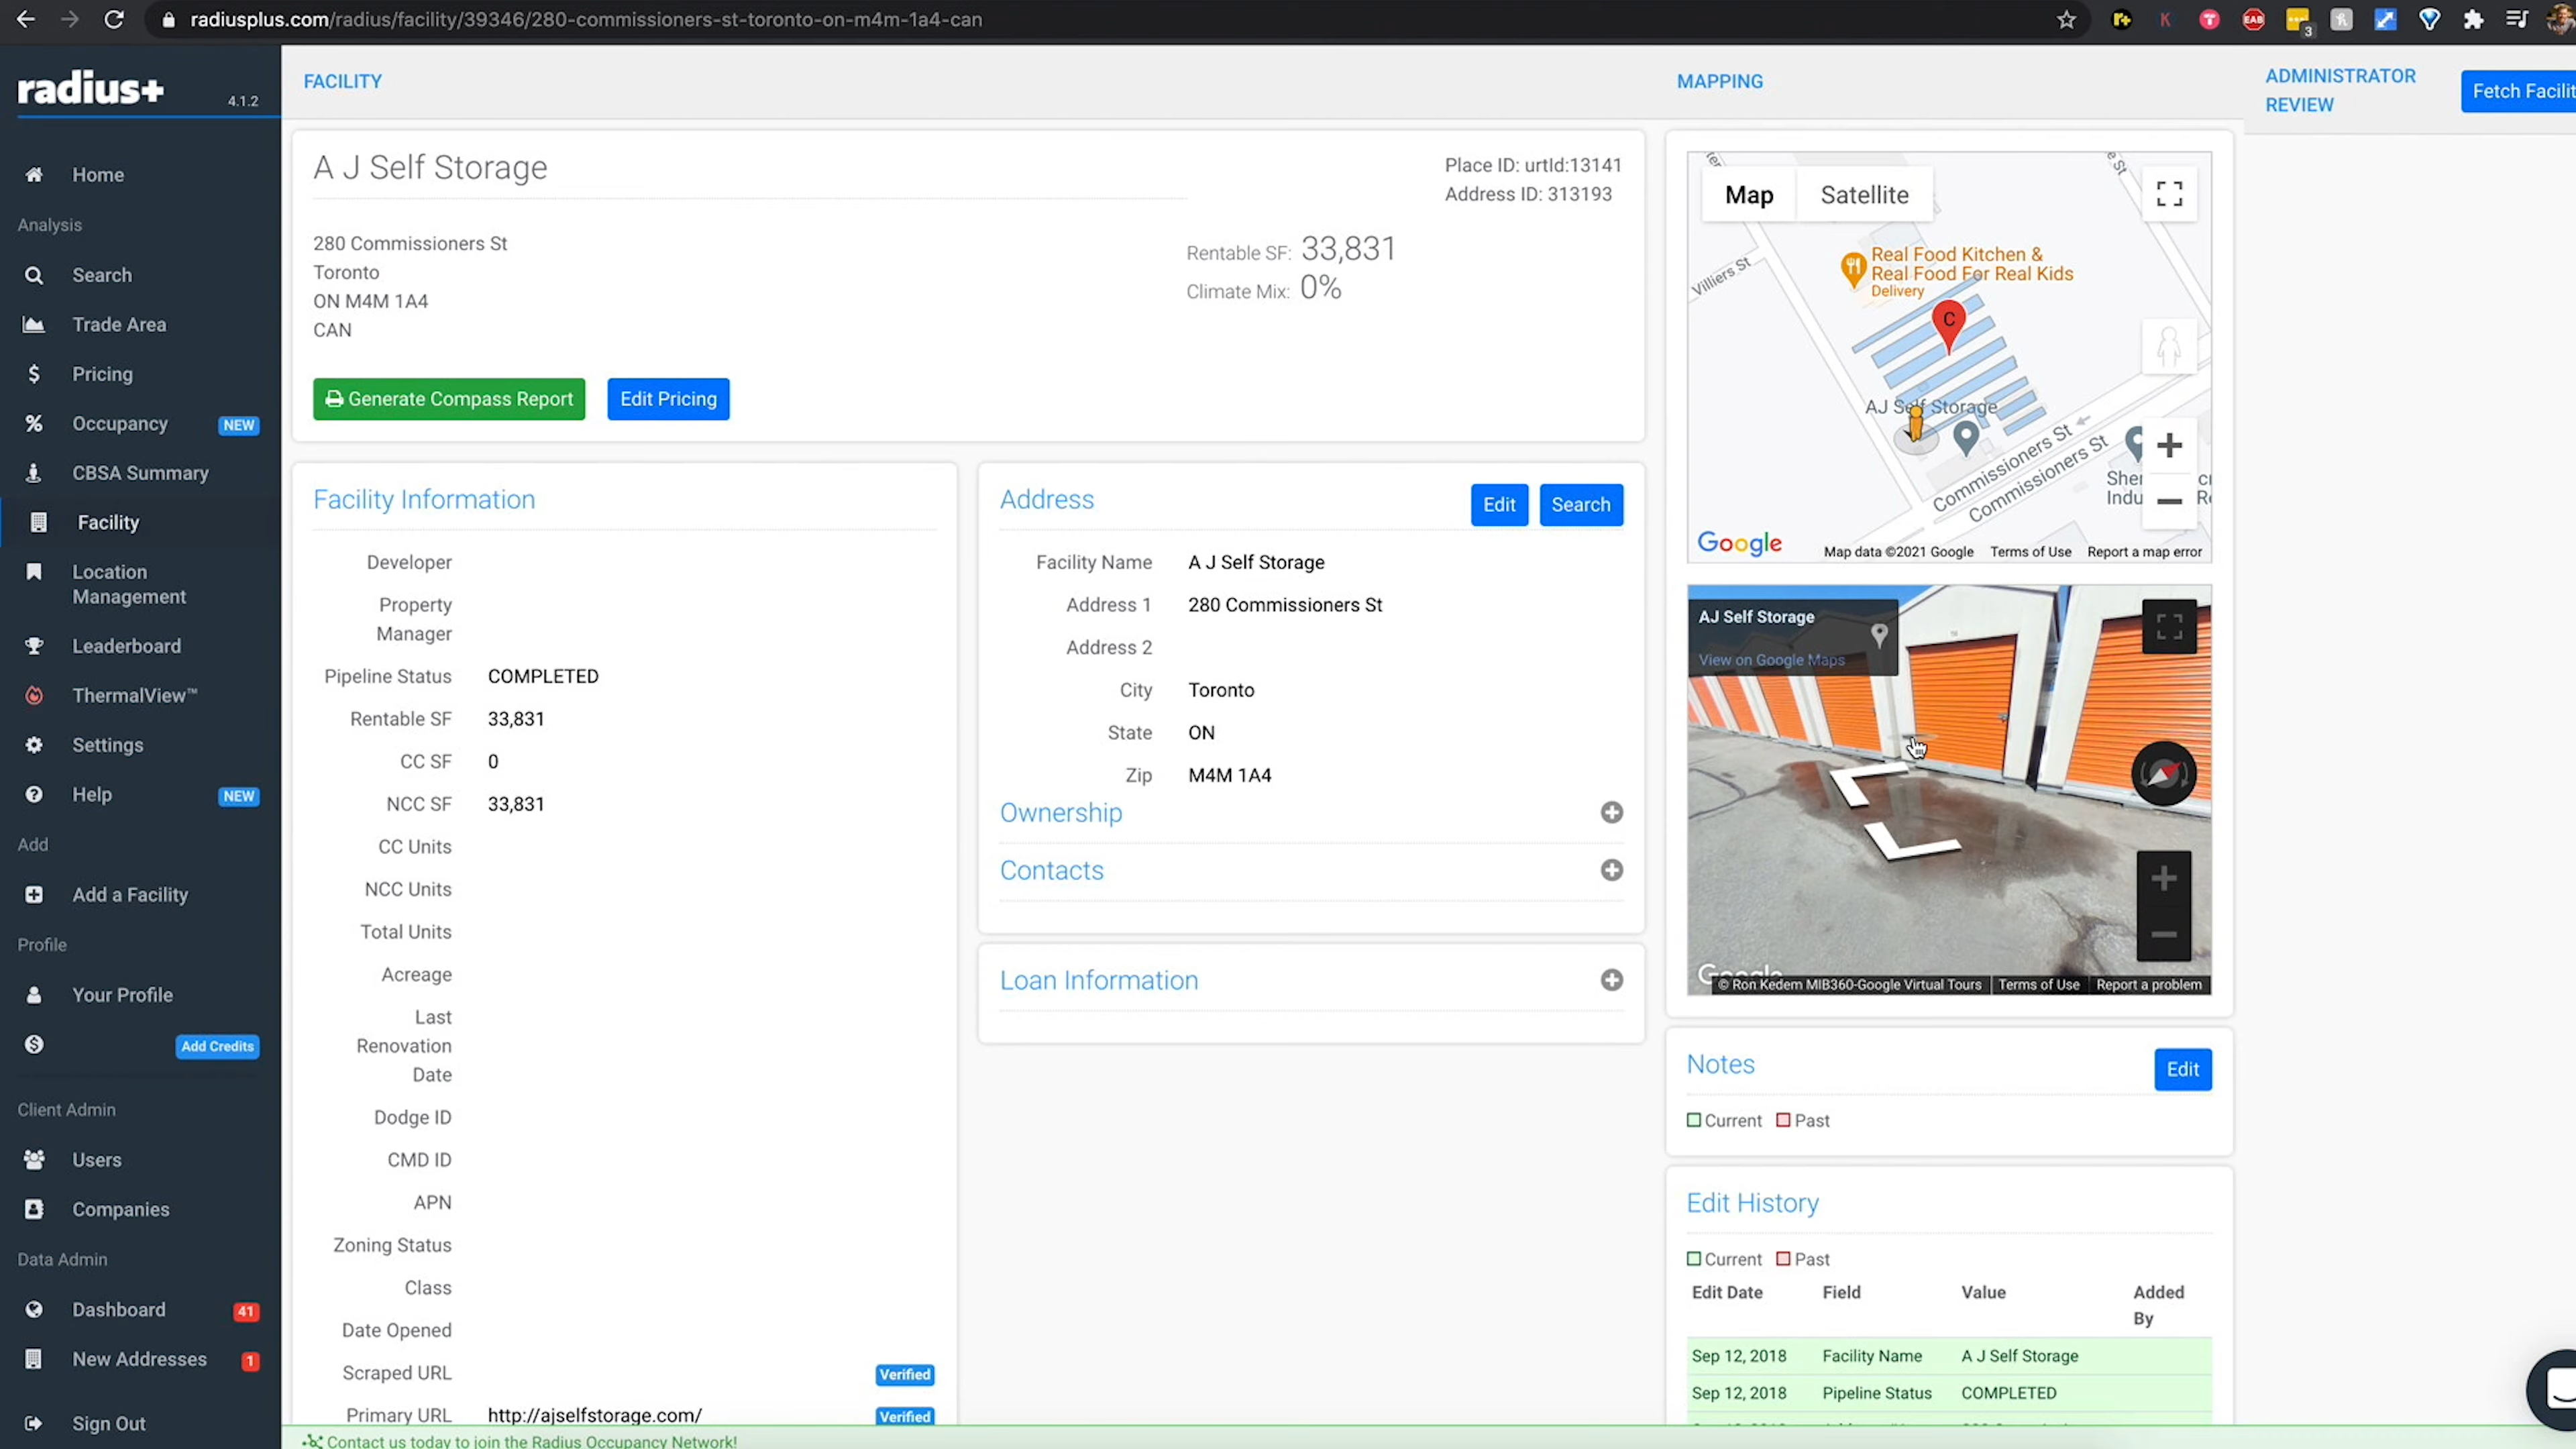 radiusplus.com/radius/facility/39346/280-commissioners-st-toronto-on-m4m-1a4-can
3
radius+
4.1.2
Home
Analysis
Search
Trade Area
Pricing
Occupancy NEW
CBSA Summary
Facility
Location
Management
Leaderboard
ThermalView™
Settings
Help NEW
Add
Add a Facility
Profile
Your Profile
Add Credits
Client Admin
Users
Companies
Data Admin
Dashboard 41
New Addresses 1
Sign Out
FACILITY
MAPPING
ADMINISTRATOR
REVIEW
A J Self Storage
Place ID: urtId:13141
Address ID: 313193
280 Commissioners St
Toronto
ON M4M 1A4
CAN
Rentable SF: 33,831
Climate Mix: 0%
Generate Compass Report
Edit Pricing
Facility Information
Developer
Property
Manager
Pipeline Status COMPLETED
Rentable SF 33,831
CC SF 0
NCC SF 33,831
CC Units
NCC Units
Total Units
Acreage
Last
Renovation
Date
Dodge ID
CMD ID
APN
Zoning Status
Class
Date Opened
Scraped URL Verified
Primary URL http://ajselfstorage.com/ Verified
Contact us today to join the Radius Occupancy Network!
Address
Edit
Search
Facility Name A J Self Storage
Address 1 280 Commissioners St
Address 2
City Toronto
State ON
Zip M4M 1A4
Ownership
Contacts
Loan Information
Map
Satellite
Villiers St
Real Food Kitchen &
Real Food For Real Kids
Delivery
C
AJ Self Storage
Commissioners St
Commissioners St
Google
Map data ©2021 Google
Terms of Use
Report a map error
AJ Self Storage
View on Google Maps
Google
© Ron Kedem MIB360-Google Virtual Tours
Terms of Use
Report a problem
Notes
Edit
Current Past
Edit History
Current Past
Edit Date Field Value Added
By
Sep 12, 2018 Facility Name A J Self Storage
Sep 12, 2018 Pipeline Status COMPLETED
Fetch